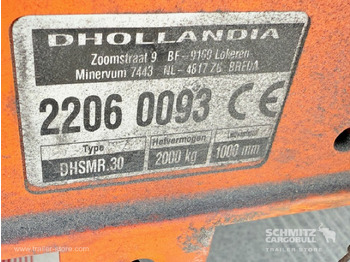 DHOLLANDIA
Zoomstraat 9 BF - 9160 Lokeren
Minervum 7443 NL - 4817 ZG BREDA
2206 0093 CE
Type Hefvermogen
DHSMR.30 2000 kg 1000 mm
SCHMITZ
CARGOBULL
TRAILER STORE
www.trailer-store.com